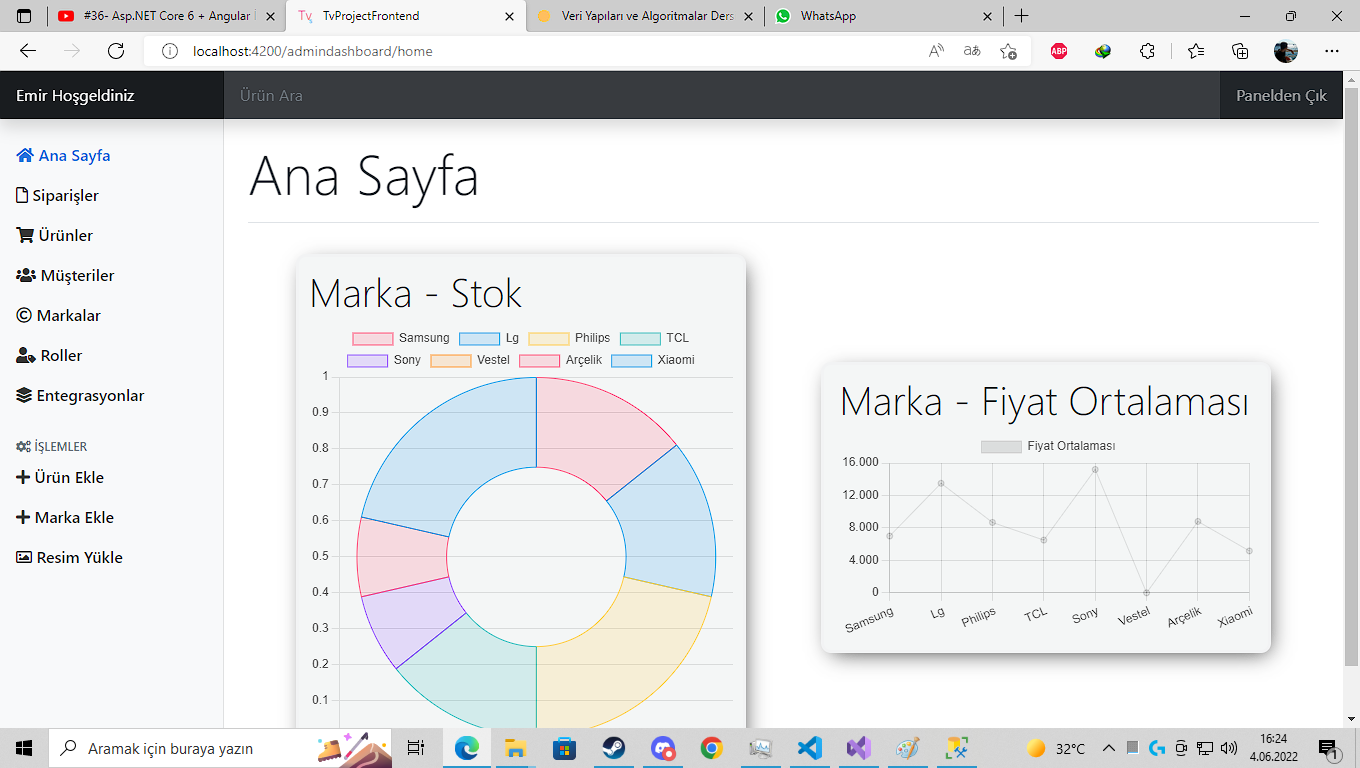 #36- Asp.NET Core 6 + Angular
TvProjectFrontend
Veri Yapıları ve Algoritmalar Ders
WhatsApp
localhost:4200/admindashboard/home
Emir Hoşgeldiniz
Ürün Ara
Panelden Çık
Ana Sayfa
Siparişler
Ürünler
Müşteriler
Markalar
Roller
Entegrasyonlar
İŞLEMLER
Ürün Ekle
Marka Ekle
Resim Yükle
Ana Sayfa
Marka - Stok
Samsung Lg Philips TCL
Sony Vestel Arçelik Xiaomi
1
0.9
0.8
0.7
0.6
0.5
0.4
0.3
0.2
0.1
Marka - Fiyat Ortalaması
Fiyat Ortalaması
16.000
12.000
8.000
4.000
0
Samsung Lg Philips TCL Sony Vestel Arçelik Xiaomi
Aramak için buraya yazın
32°C
16:24
4.06.2022
1